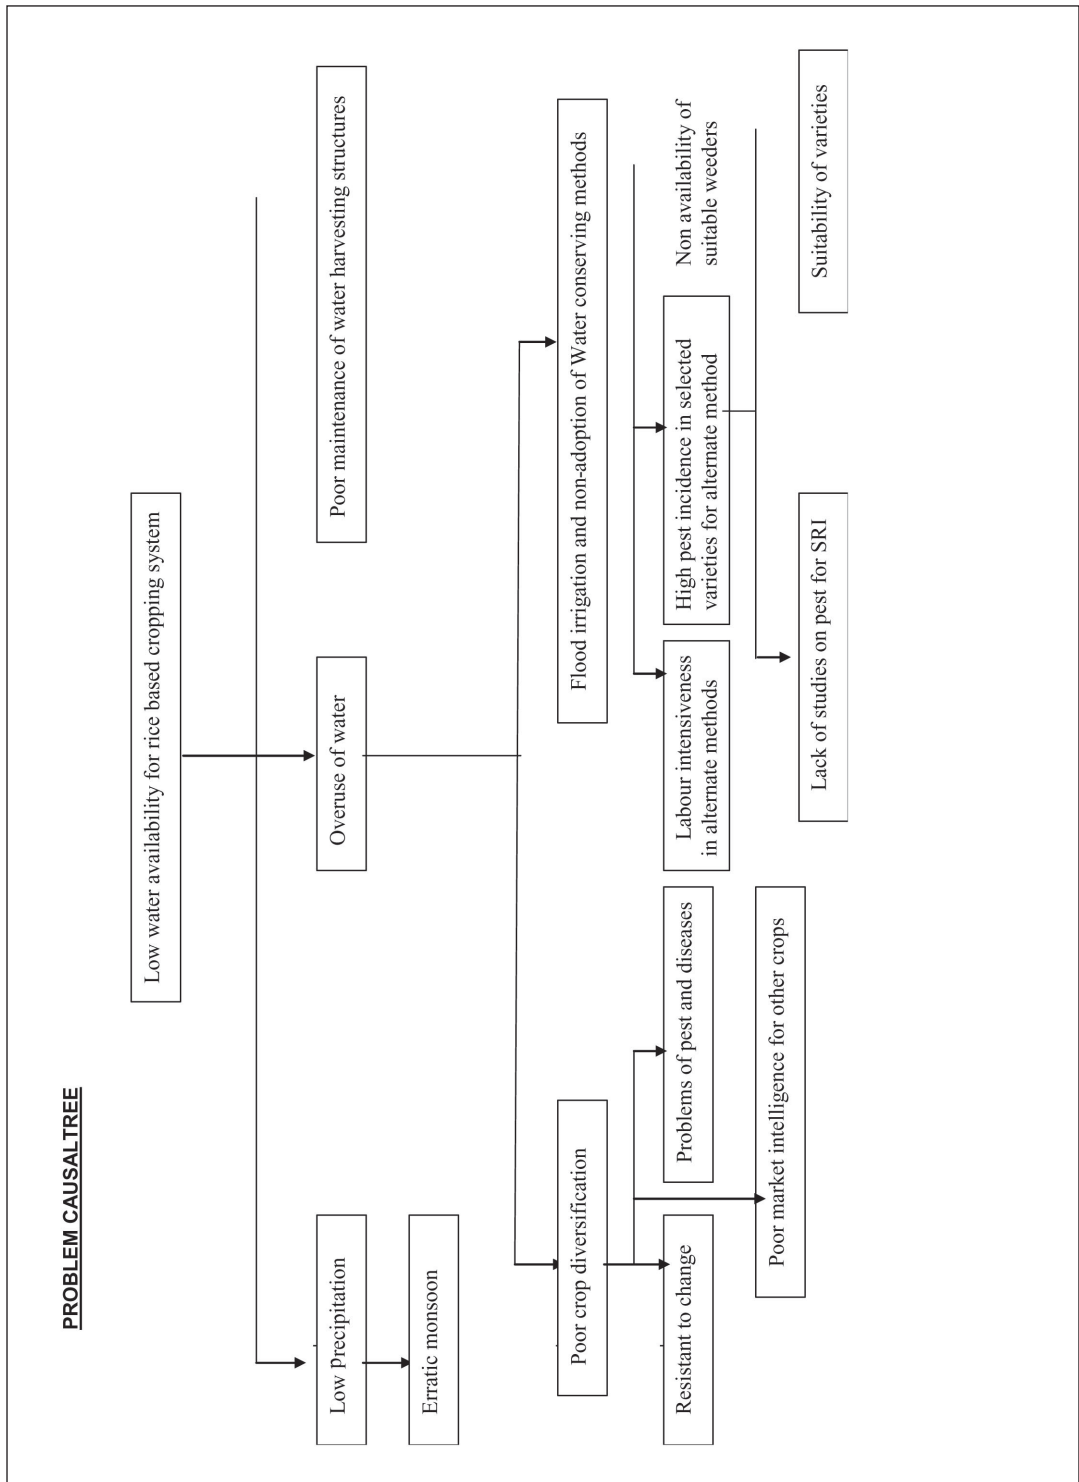 PROBLEM CAUSALTREE
Low water availability for rice based cropping system
Low precipitation
Overuse of water
Poor maintenance of water harvesting structures
Erratic monsoon
Poor crop diversification
Flood irrigation and non-adoption of Water conserving methods
Resistant to change
Problems of pest and diseases
Labour intensiveness
in alternate methods
High pest incidence in selected
varieties for alternate method
Non availability of
suitable weeders
Poor market intelligence for other crops
Lack of studies on pest for SRI
Suitability of varieties